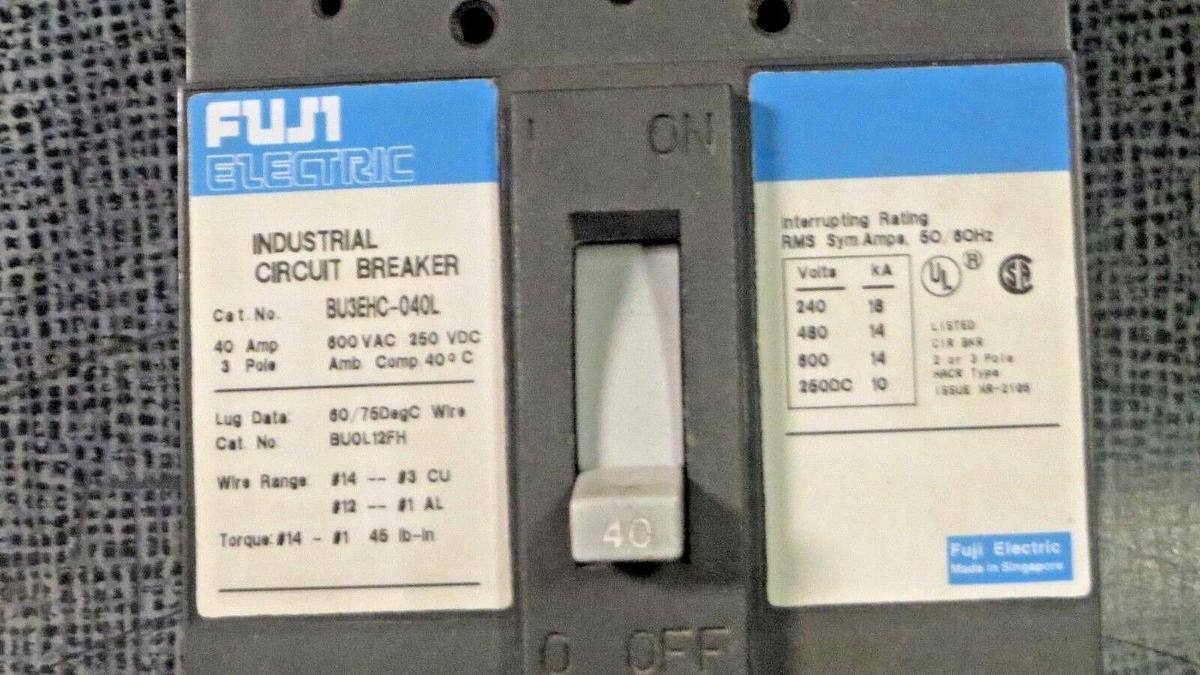 FUJI
ELECTRIC
INDUSTRIAL
CIRCUIT BREAKER
Cat. No. BU3EHC-040L
40 Amp 600 VAC 250 VDC
3 Pole Amb Comp 40°C
Lug Data: 60/75DegC Wire
Cat. No: BU0L12FH
Wire Range: #14 -- #3 CU
#12 -- #1 AL
Torque: #14 - #1 45 lb-in
I ON
40
O OFF
Interrupting Rating
RMS Sym Amps. 50/60Hz
Volts kA
240 18
480 14
600 14
250DC 10
UL ®
LISTED
CIR BKR
2 or 3 Pole
HACR Type
ISSUE
Fuji Electric
Made in Singapore